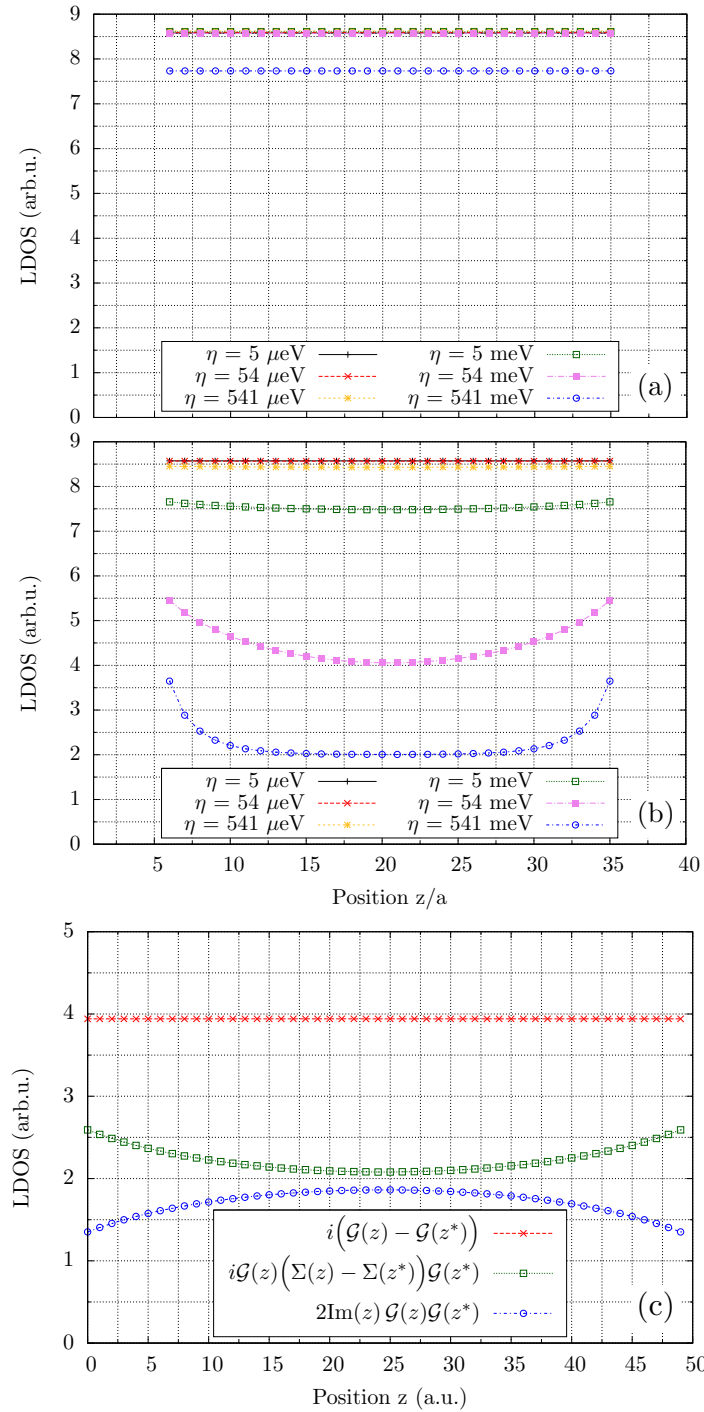 9
8
7
6
5
4
3
2
1
0
LDOS (arb.u.)
η = 5 μeV
η = 54 μeV
η = 541 μeV
η = 5 meV
η = 54 meV
η = 541 meV
(a)
9
8
7
6
5
4
3
2
1
0
LDOS (arb.u.)
η = 5 μeV
η = 54 μeV
η = 541 μeV
η = 5 meV
η = 54 meV
η = 541 meV
(b)
5 10 15 20 25 30 35 40
Position z/a
5
4
3
2
1
0
LDOS (arb.u.)
i(𝒢(z) − 𝒢(z*))
i𝒢(z)(Σ(z) − Σ(z*))𝒢(z*)
2Im(z) 𝒢(z)𝒢(z*)
(c)
0 5 10 15 20 25 30 35 40 45 50
Position z (a.u.)